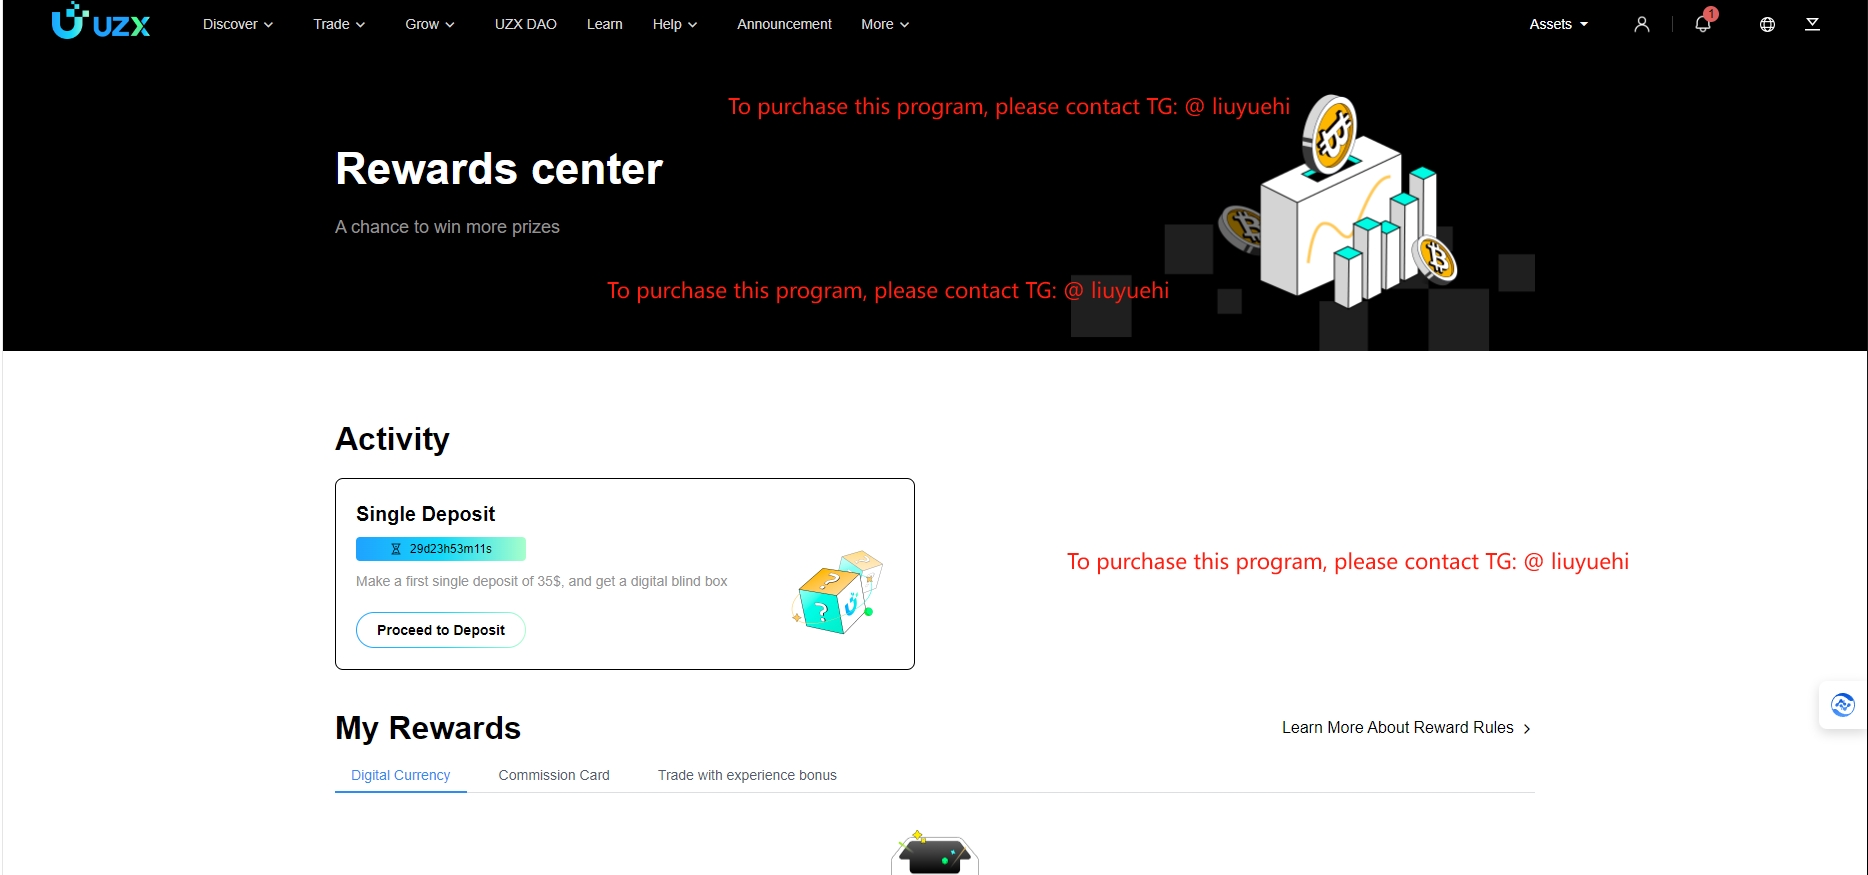 UZX
Discover
Trade
Grow
UZX DAO
Learn
Help
Announcement
More
Assets
1
To purchase this program, please contact TG: @ liuyuehi
Rewards center
A chance to win more prizes
To purchase this program, please contact TG: @ liuyuehi
Activity
Single Deposit
29d23h53m11s
Make a first single deposit of 35$, and get a digital blind box
Proceed to Deposit
To purchase this program, please contact TG: @ liuyuehi
My Rewards
Learn More About Reward Rules
Digital Currency
Commission Card
Trade with experience bonus